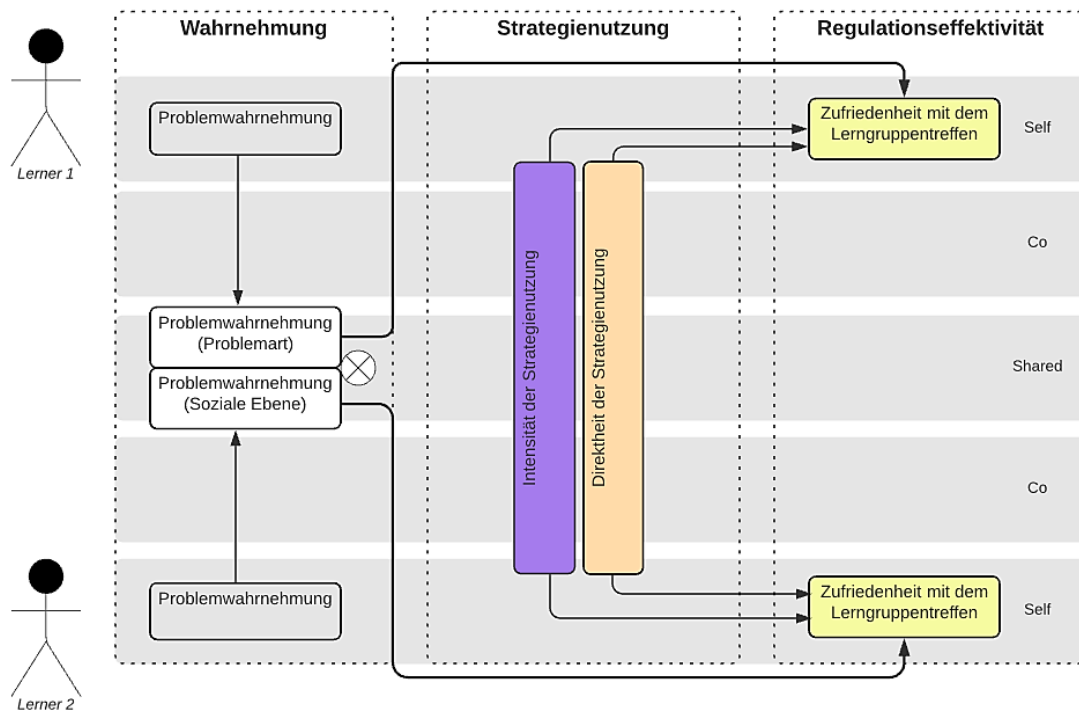 Wahrnehmung
Strategienutzung
Regulationseffektivität
Lerner 1
Problemwahrnehmung
Zufriedenheit mit dem
Lerngruppentreffen
Self
Co
Problemwahrnehmung
(Problemart)
Problemwahrnehmung
(Soziale Ebene)
Intensität der Strategienutzung
Direktheit der Strategienutzung
Shared
Co
Lerner 2
Problemwahrnehmung
Zufriedenheit mit dem
Lerngruppentreffen
Self